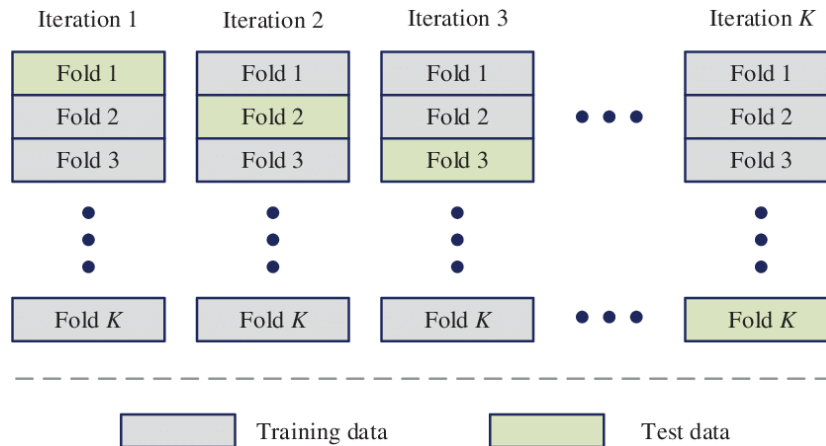 Iteration 1 Iteration 2 Iteration 3 Iteration K
Fold 1 Fold 1 Fold 1 Fold 1
Fold 2 Fold 2 Fold 2 Fold 2
Fold 3 Fold 3 Fold 3 Fold 3
Fold K Fold K Fold K Fold K
Training data Test data